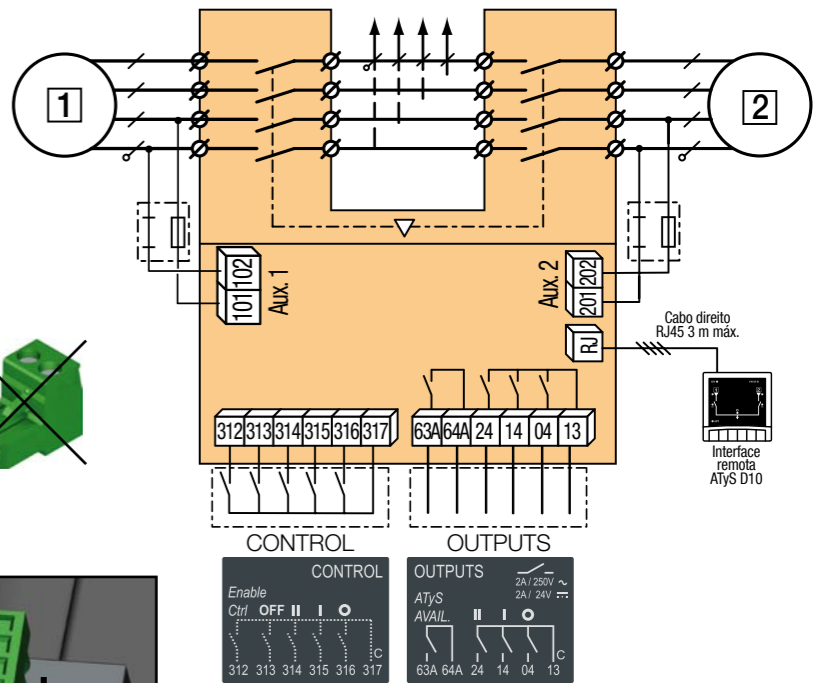 1
2
101 102
Aux. 1
Aux. 2
201 202
RJ
Cabo direito
RJ45 3 m máx.
Interface
remota
ATyS D10
312 313 314 315 316 317
63A 64A 24 14 04 13
CONTROL
OUTPUTS
CONTROL
Enable
Ctrl OFF II I O
C
312 313 314 315 316 317
OUTPUTS
2A / 250V ~
2A / 24V ⎓
ATyS
AVAIL. II I O
C
63A 64A 24 14 04 13